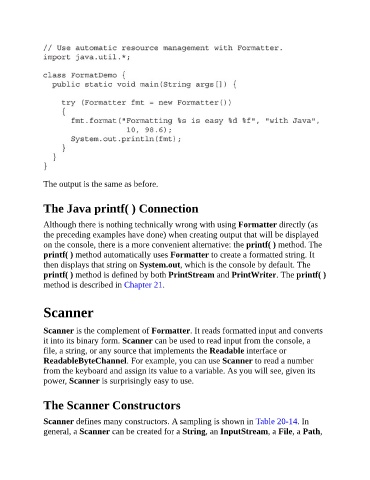 // Use automatic resource management with Formatter.
import java.util.*;

class FormatDemo {
  public static void main(String args[]) {

    try (Formatter fmt = new Formatter())
    {
      fmt.format("Formatting %s is easy %d %f", "with Java",
                  10, 98.6);
      System.out.println(fmt);
    }
  }
}
The output is the same as before.
The Java printf( ) Connection
Although there is nothing technically wrong with using Formatter directly (as
the preceding examples have done) when creating output that will be displayed
on the console, there is a more convenient alternative: the printf( ) method. The
printf( ) method automatically uses Formatter to create a formatted string. It
then displays that string on System.out, which is the console by default. The
printf( ) method is defined by both PrintStream and PrintWriter. The printf( )
method is described in Chapter 21.
Scanner
Scanner is the complement of Formatter. It reads formatted input and converts
it into its binary form. Scanner can be used to read input from the console, a
file, a string, or any source that implements the Readable interface or
ReadableByteChannel. For example, you can use Scanner to read a number
from the keyboard and assign its value to a variable. As you will see, given its
power, Scanner is surprisingly easy to use.
The Scanner Constructors
Scanner defines many constructors. A sampling is shown in Table 20-14. In
general, a Scanner can be created for a String, an InputStream, a File, a Path,